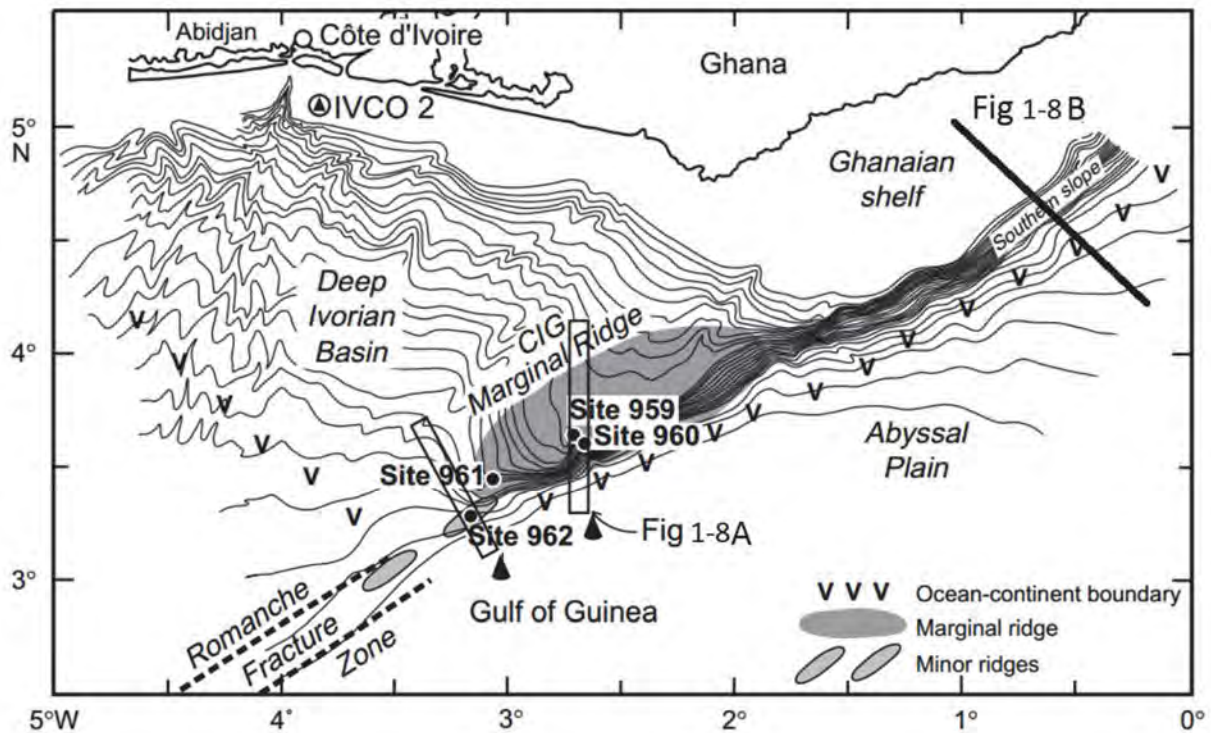 Abidjan
Côte d'Ivoire
Ghana
IVCO 2
5°
N
Fig 1-8 B
Ghanaian
shelf
Southern slope
Deep
Ivorian
Basin
CIG
Marginal Ridge
4°
V V V V V V V V V V V V V V V V V V V V
Site 959
Site 960
Abyssal
Plain
Site 961
Site 962
Fig 1-8A
3°
Gulf of Guinea
Romanche
Fracture
Zone
V V V Ocean-continent boundary
Marginal ridge
Minor ridges
5°W 4° 3° 2° 1° 0°